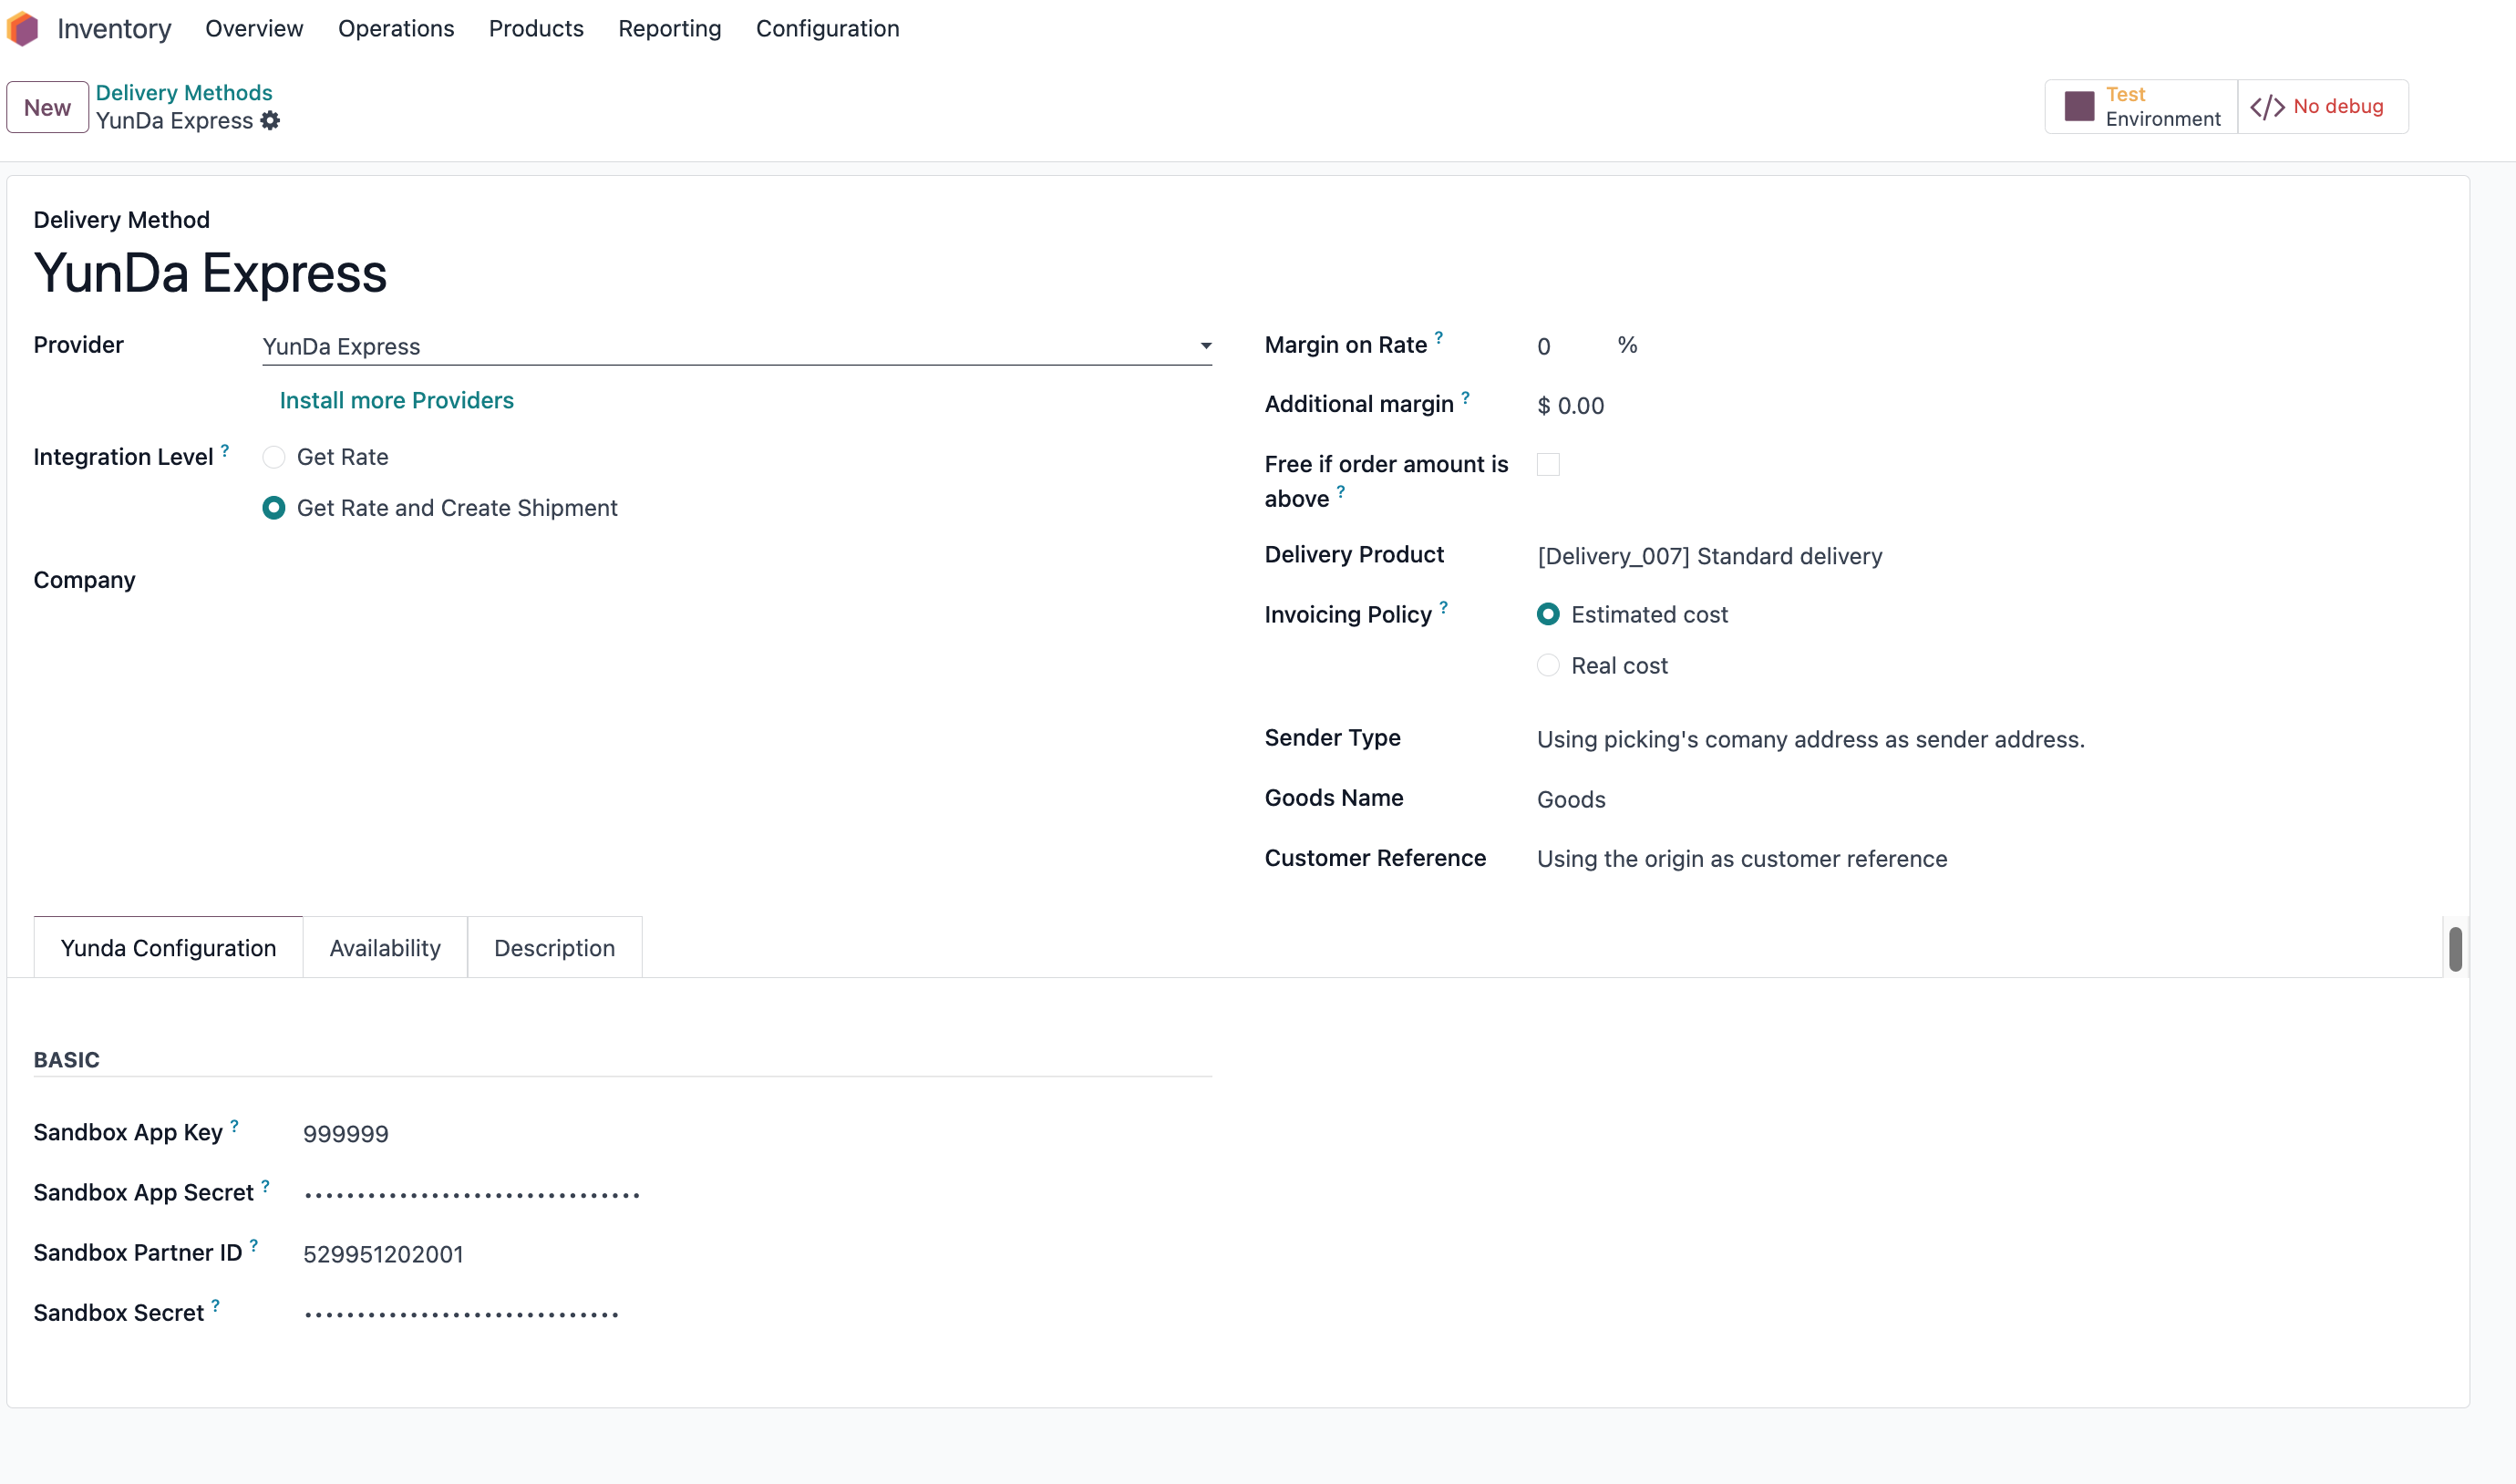 Inventory Overview Operations Products Reporting Configuration
New
Delivery Methods
YunDa Express
Test
Environment
No debug
Delivery Method
YunDa Express
Provider YunDa Express
Install more Providers
Integration Level ? Get Rate
Get Rate and Create Shipment
Company
Margin on Rate ? 0 %
Additional margin ? $ 0.00
Free if order amount is
above ?
Delivery Product [Delivery_007] Standard delivery
Invoicing Policy ? Estimated cost
Real cost
Sender Type Using picking's comany address as sender address.
Goods Name Goods
Customer Reference Using the origin as customer reference
Yunda Configuration Availability Description
BASIC
Sandbox App Key ? 999999
Sandbox App Secret ? ••••••••••••••••••••••••••••••••
Sandbox Partner ID ? 529951202001
Sandbox Secret ? ••••••••••••••••••••••••••••••